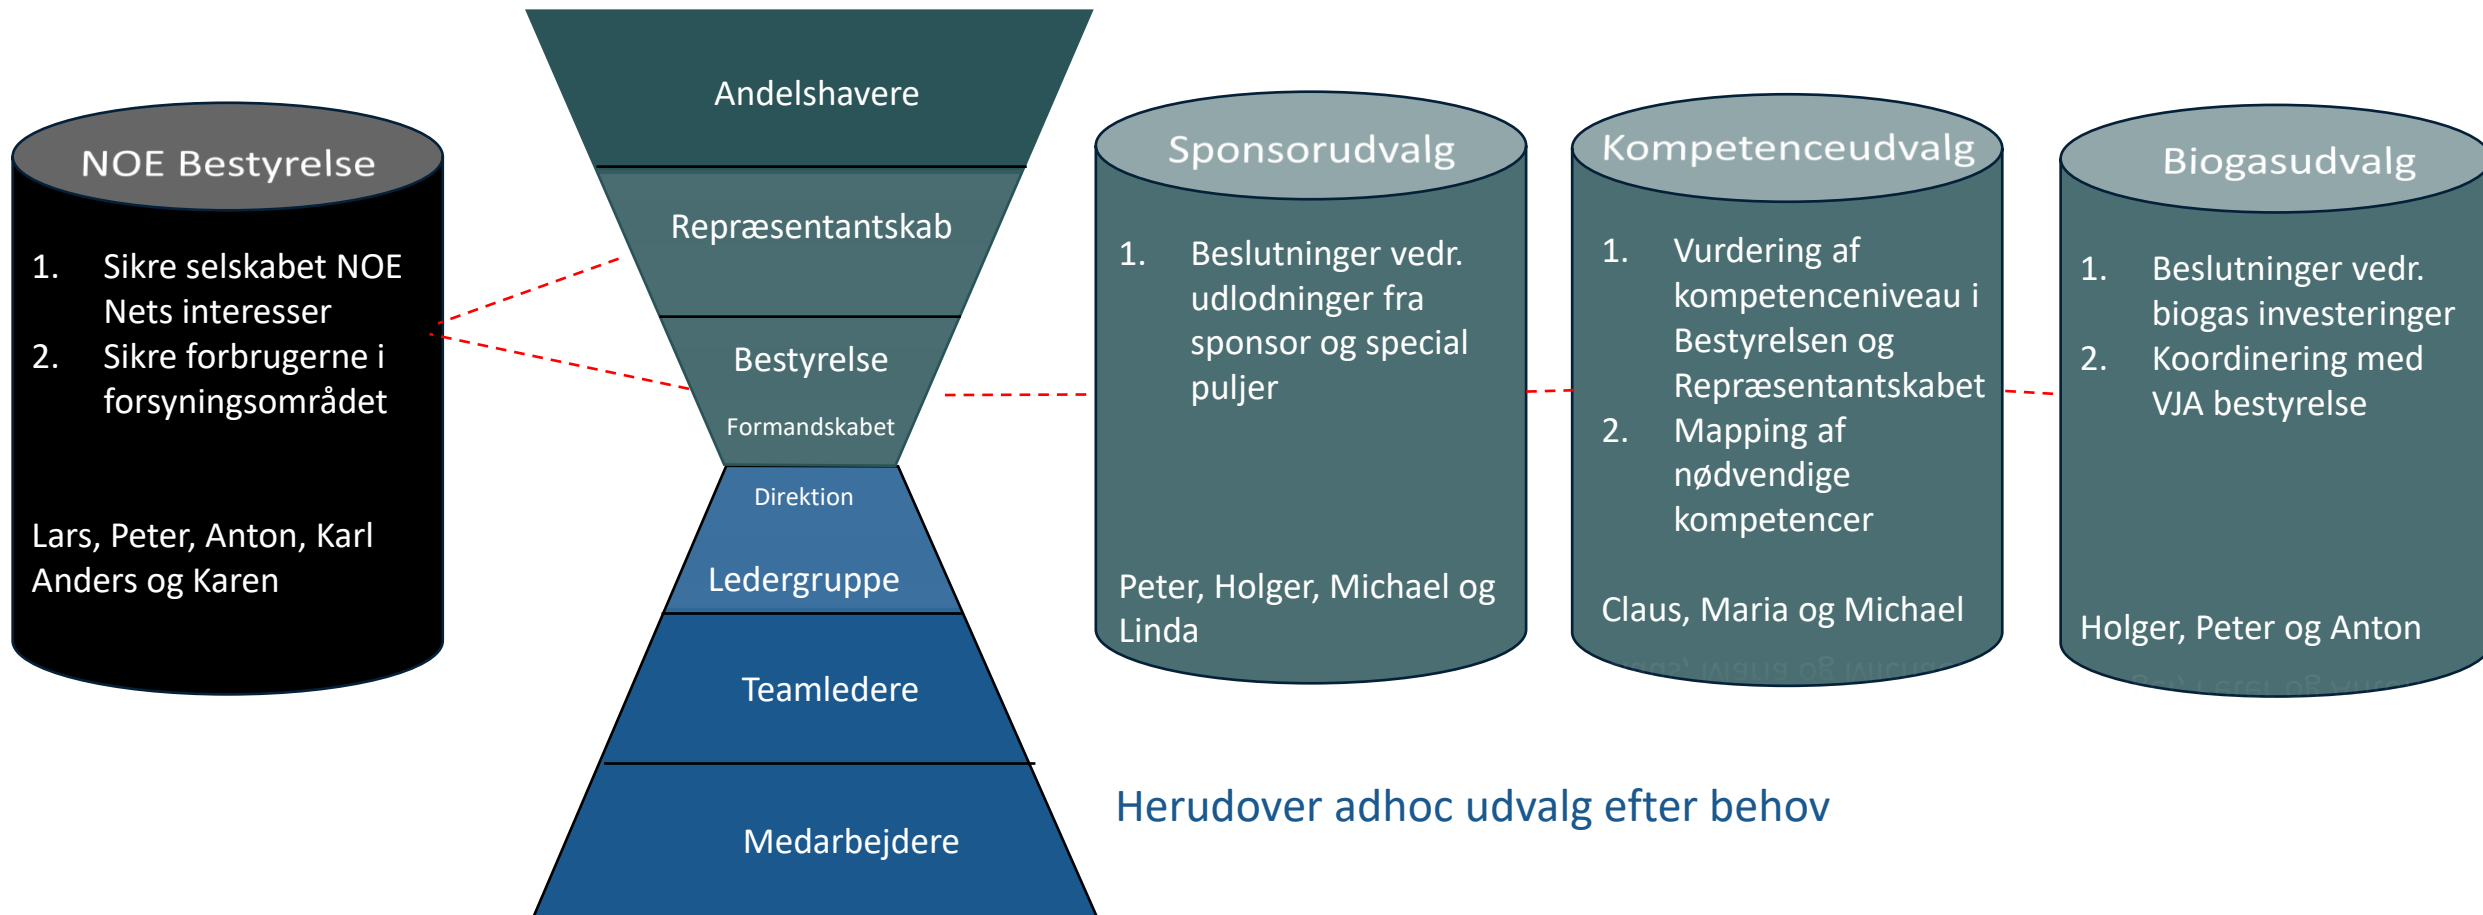 NOE Bestyrelse
1. Sikre selskabet NOE
Nets interesser
2. Sikre forbrugerne i
forsyningsområdet
Lars, Peter, Anton, Karl
Anders og Karen
Andelshavere
Repræsentantskab
Bestyrelse
Formandskabet
Direktion
Ledergruppe
Teamledere
Medarbejdere
Sponsorudvalg
1. Beslutninger vedr.
udlodninger fra
sponsor og special
puljer
Peter, Holger, Michael og
Linda
Kompetenceudvalg
1. Vurdering af
kompetenceniveau i
Bestyrelsen og
Repræsentantskabet
2. Mapping af
nødvendige
kompetencer
Claus, Maria og Michael
Biogasudvalg
1. Beslutninger vedr.
biogas investeringer
2. Koordinering med
VJA bestyrelse
Holger, Peter og Anton
Herudover adhoc udvalg efter behov